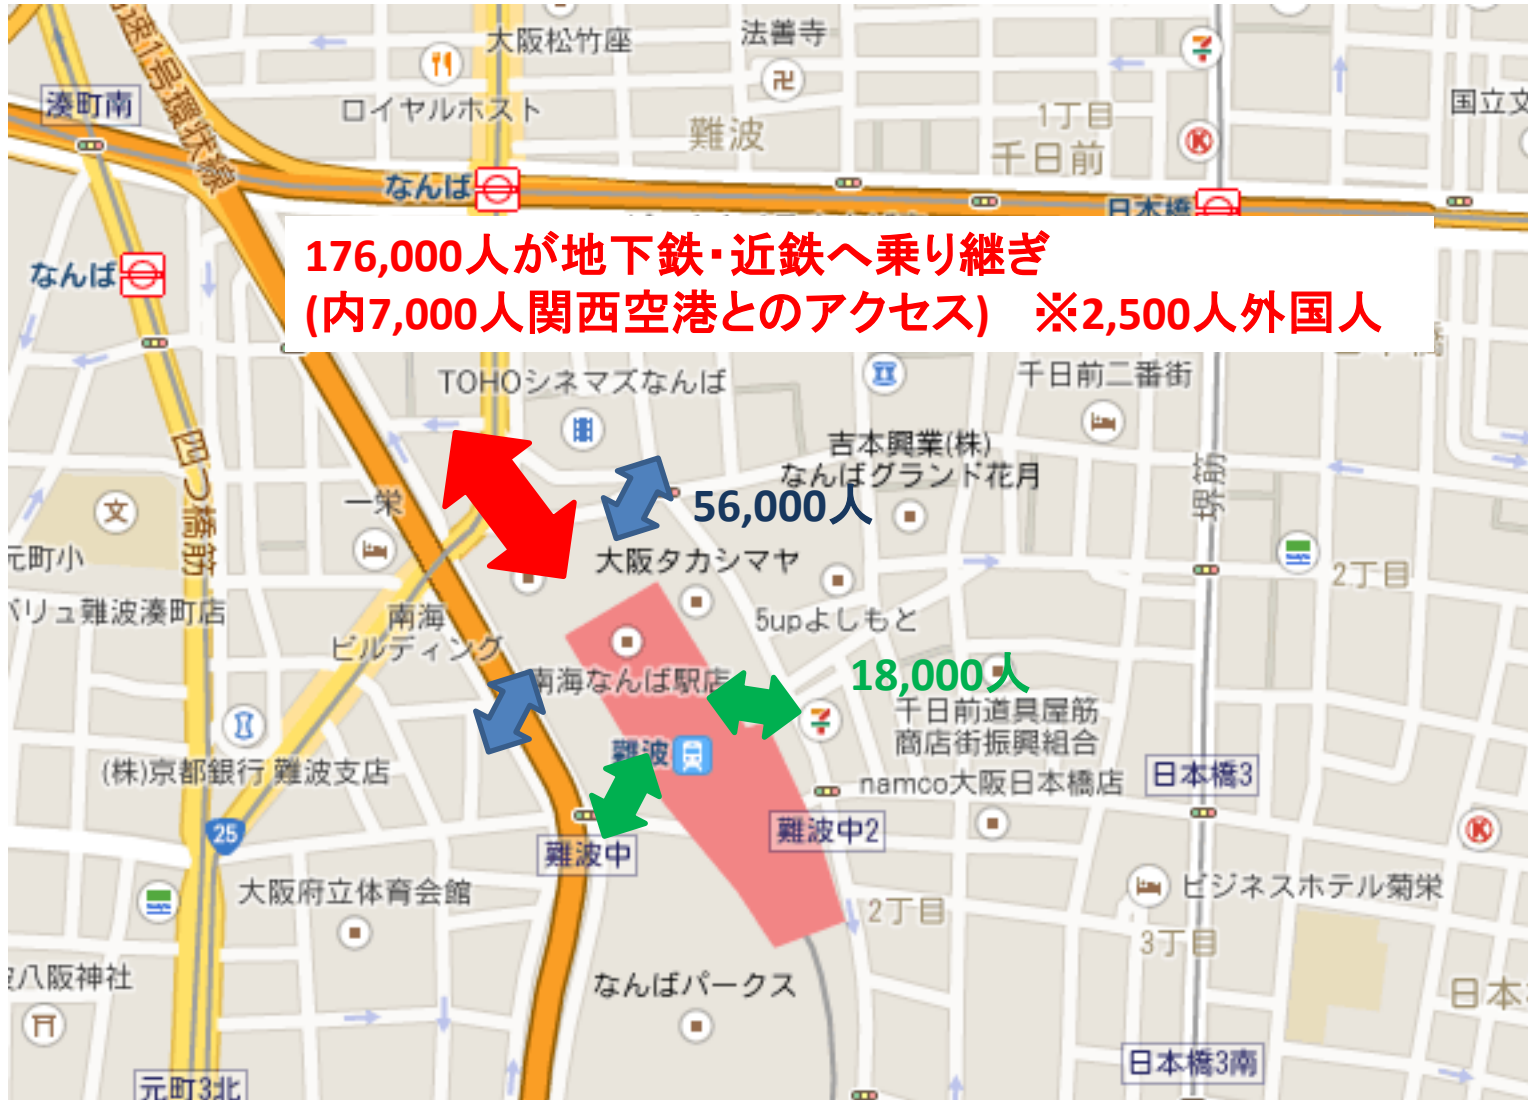 大阪松竹座
法善寺
速1号環状線
湊町南
ロイヤルホスト
難波
1丁目
千日前
国立文
なんば
日本橋
なんば
176,000人が地下鉄・近鉄へ乗り継ぎ
(内7,000人関西空港とのアクセス) ※2,500人外国人
TOHOシネマズなんば
千日前二番街
吉本興業(株)
なんばグランド花月
四つ橋筋
堺筋
一栄
56,000人
元町小
大阪タカシマヤ
2丁目
バリュ難波湊町店
南海
ビルディング
5upよしもと
南海なんば駅店
18,000人
千日前道具屋筋
商店街振興組合
難波
(株)京都銀行 難波支店
namco大阪日本橋店
日本橋3
25
難波中
難波中2
大阪府立体育会館
ビジネスホテル菊栄
2丁目
3丁目
八阪神社
なんばパークス
日本
日本橋3南
元町3北